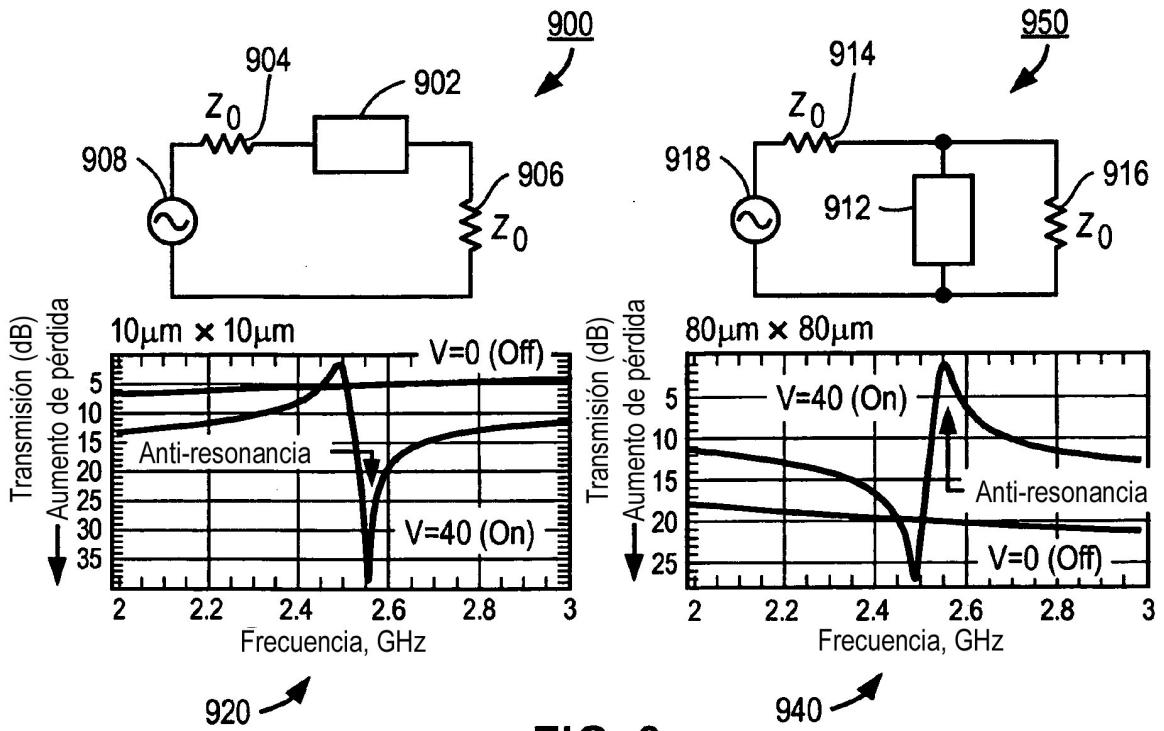 900
904
902
Z0
908
906
Z0
950
914
Z0
918
912
916
Z0
10µm × 10µm
Transmisión (dB)
Aumento de pérdida
V=0 (Off)
5
10
15
20
25
30
35
Anti-resonancia
V=40 (On)
2 2.2 2.4 2.6 2.8 3
Frecuencia, GHz
920
80µm × 80µm
Transmisión (dB)
Aumento de pérdida
5
10
15
20
25
V=40 (On)
Anti-resonancia
V=0 (Off)
2 2.2 2.4 2.6 2.8 3
Frecuencia, GHz
940